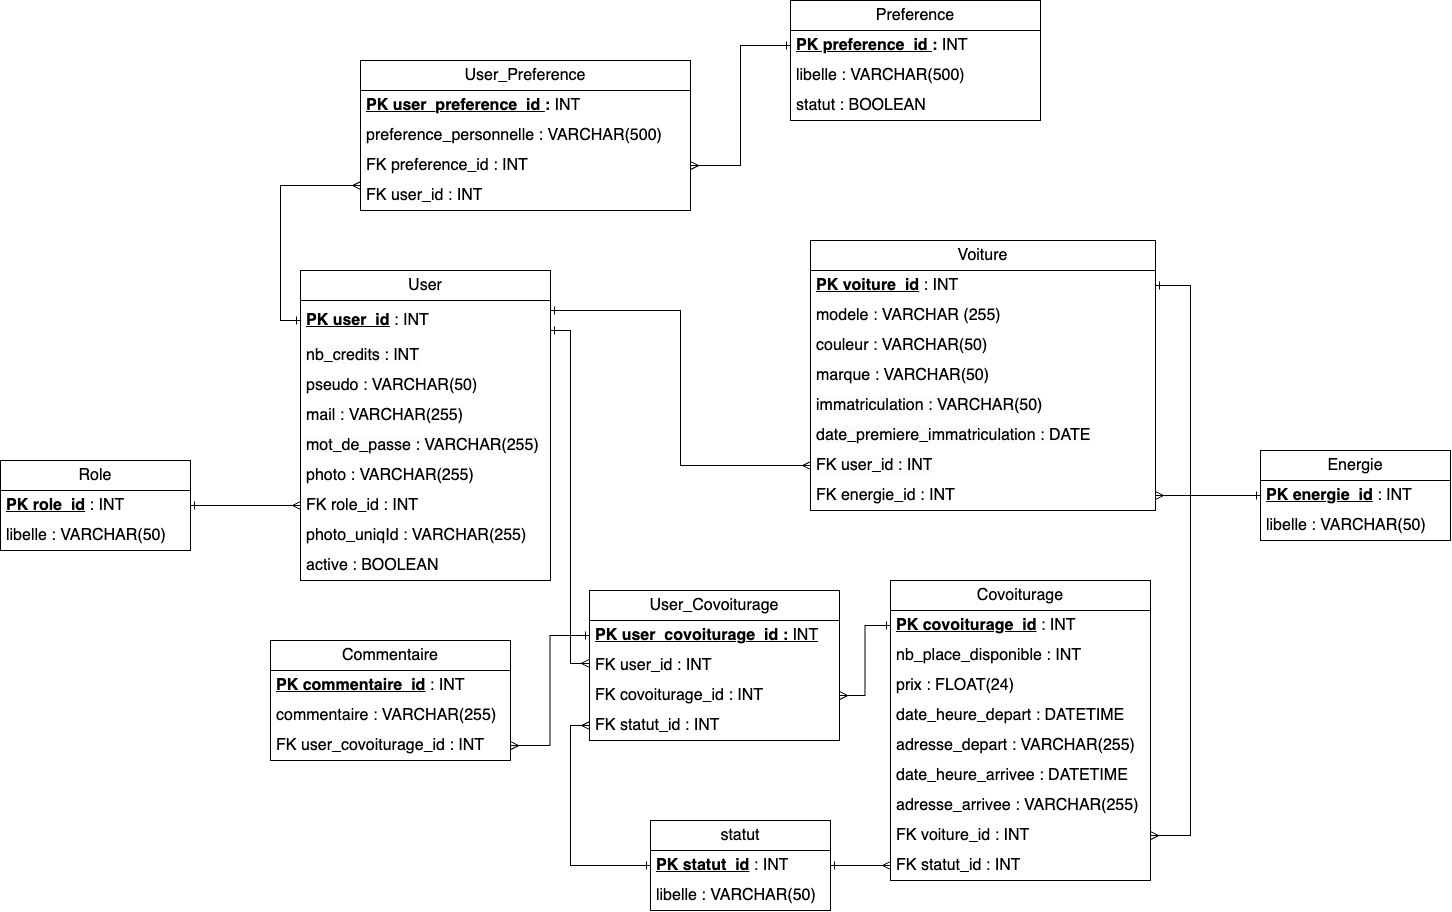 Preference
PK preference_id : INT
libelle : VARCHAR(500)
statut : BOOLEAN
User_Preference
PK user_preference_id : INT
preference_personnelle : VARCHAR(500)
FK preference_id : INT
FK user_id : INT
Voiture
PK voiture_id : INT
modele : VARCHAR (255)
couleur : VARCHAR(50)
marque : VARCHAR(50)
immatriculation : VARCHAR(50)
date_premiere_immatriculation : DATE
FK user_id : INT
FK energie_id : INT
User
PK user_id : INT
nb_credits : INT
pseudo : VARCHAR(50)
mail : VARCHAR(255)
mot_de_passe : VARCHAR(255)
photo : VARCHAR(255)
FK role_id : INT
photo_uniqId : VARCHAR(255)
active : BOOLEAN
Role
PK role_id : INT
libelle : VARCHAR(50)
Energie
PK energie_id : INT
libelle : VARCHAR(50)
User_Covoiturage
PK user_covoiturage_id : INT
FK user_id : INT
FK covoiturage_id : INT
FK statut_id : INT
Covoiturage
PK covoiturage_id : INT
nb_place_disponible : INT
prix : FLOAT(24)
date_heure_depart : DATETIME
adresse_depart : VARCHAR(255)
date_heure_arrivee : DATETIME
adresse_arrivee : VARCHAR(255)
FK voiture_id : INT
FK statut_id : INT
Commentaire
PK commentaire_id : INT
commentaire : VARCHAR(255)
FK user_covoiturage_id : INT
statut
PK statut_id : INT
libelle : VARCHAR(50)